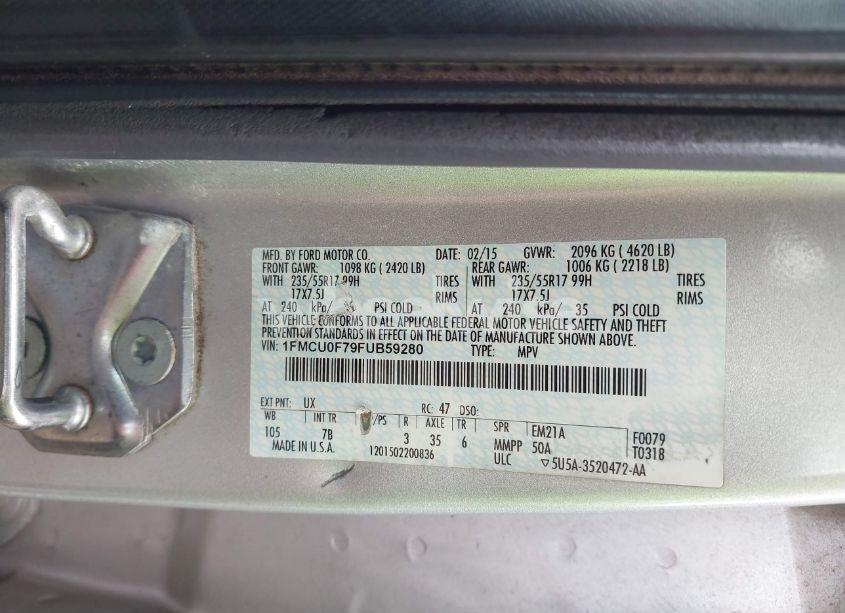 MFD. BY FORD MOTOR CO. DATE: 02/15 GVWR: 2096 KG ( 4620 LB)
FRONT GAWR: 1098 KG ( 2420 LB) REAR GAWR: 1006 KG ( 2218 LB)
WITH 235/55R17 99H TIRES WITH 235/55R17 99H TIRES
17X7.5J RIMS 17X7.5J RIMS
AT 240 kPa/ PSI COLD AT 240 kPa/ 35 PSI COLD
THIS VEHICLE CONFORMS TO ALL APPLICABLE FEDERAL MOTOR VEHICLE SAFETY AND THEFT
PREVENTION STANDARDS IN EFFECT ON THE DATE OF MANUFACTURE SHOWN ABOVE.
VIN: 1FMCU0F79FUB59280 TYPE: MPV
EXT PNT: UX RC: 47 DSO:
WB INT TR /PS R AXLE TR SPR EM21A F0079
105 7B 3 35 6 MMPP 50A T0318
MADE IN U.S.A. 1201502200836 ULC ▽5U5A-3520472-AA